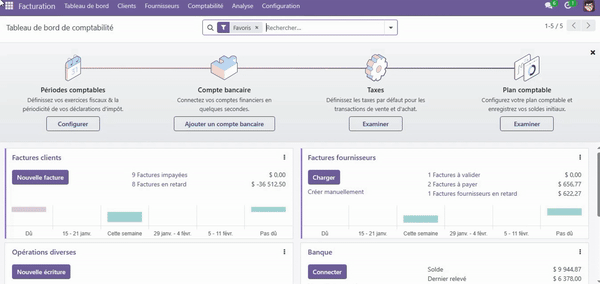 Facturation Tableau de bord Clients Fournisseurs Comptabilité Analyse Configuration
Tableau de bord de comptabilité
Favoris × Rechercher...
1-5 / 5
Périodes comptables
Définissez vos exercices fiscaux & la
périodicité de vos déclarations d'impôt.
Configurer
Compte bancaire
Connectez vos comptes financiers en
quelques secondes.
Ajouter un compte bancaire
Taxes
Définissez les taxes par défaut pour les
transactions de vente et d'achat.
Examiner
Plan comptable
Configurez votre plan comptable et
enregistrez vos soldes initiaux.
Examiner
Factures clients
Nouvelle facture
9 Factures impayées $ 0,00
8 Factures en retard $ -36 512,50
Dû 15 - 21 janv. Cette semaine 29 janv. - 4 févr. 5 - 11 févr. Pas dû
Factures fournisseurs
Charger
Créer manuellement
1 Factures à valider $ 0,00
2 Factures à payer $ 656,77
1 Factures fournisseurs en retard $ 622,27
Dû 15 - 21 janv. Cette semaine 29 janv. - 4 févr. 5 - 11 févr. Pas dû
Opérations diverses
Nouvelle écriture
Banque
Connecter
Solde $ 9 944,87
Dernier relevé $ 6 378,00